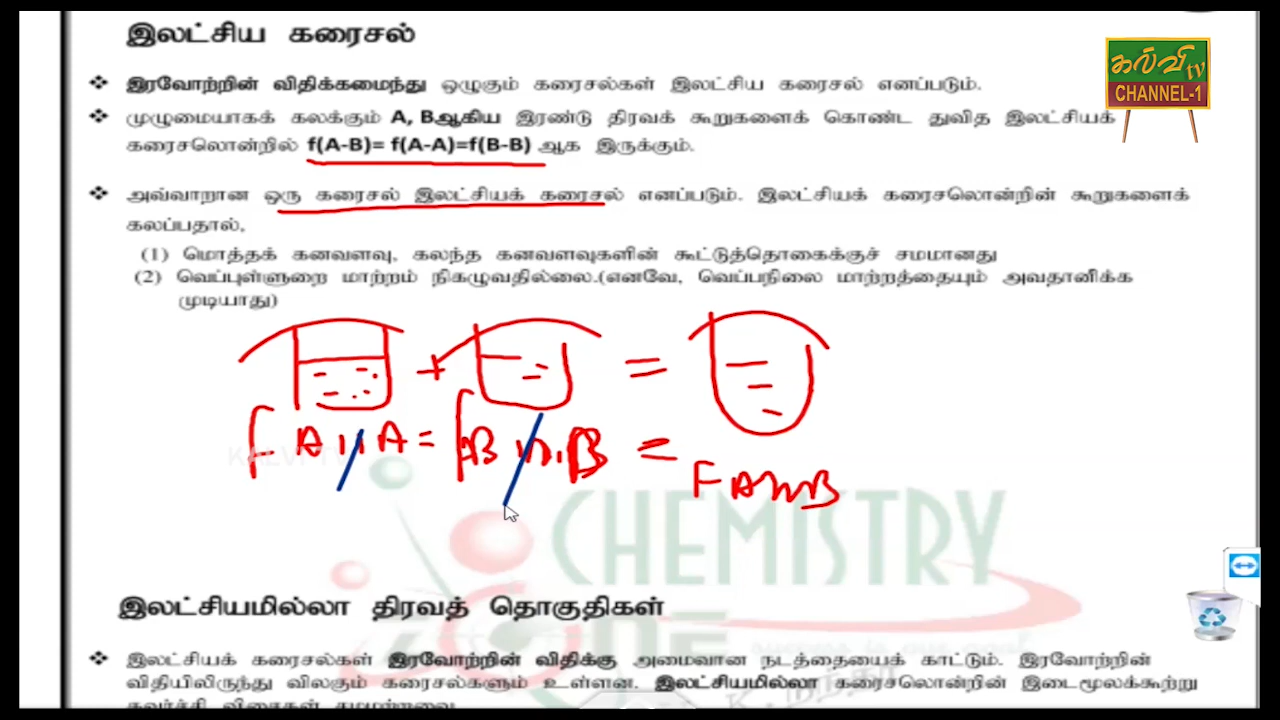 இலட்சிய கரைசல்
கல்வி tv
CHANNEL-1
❖ இரவோற்றின் விதிக்கமைந்து ஒழுகும் கரைசல்கள் இலட்சிய கரைசல் எனப்படும்.
❖ முழுமையாகக் கலக்கும் A, Bஆகிய இரண்டு திரவக் கூறுகளைக் கொண்ட துவித இலட்சியக்
கரைசலொன்றில் f(A-B)= f(A-A)=f(B-B) ஆக இருக்கும்.
❖ அவ்வாறான ஒரு கரைசல் இலட்சியக் கரைசல் எனப்படும். இலட்சியக் கரைசலொன்றின் கூறுகளைக்
கலப்பதால்,
(1) மொத்தக் கனவளவு, கலந்த கனவளவுகளின் கூட்டுத்தொகைக்குச் சமமானது
(2) வெப்புள்ளுறை மாற்றம் நிகழுவதில்லை.(எனவே, வெப்பநிலை மாற்றத்தையும் அவதானிக்க
முடியாது)
+ =
f A A = f B B = F A B
KALVI TV
CHEMISTRY
இலட்சியமில்லா திரவத் தொகுதிகள்
❖ இலட்சியக் கரைசல்கள் இரவோற்றின் விதிக்கு அமைவான நடத்தையைக் காட்டும். இரவோற்றின்
விதியிலிருந்து விலகும் கரைசல்களும் உள்ளன. இலட்சியமில்லா கரைசலொன்றின் இடைமூலக்கூற்று